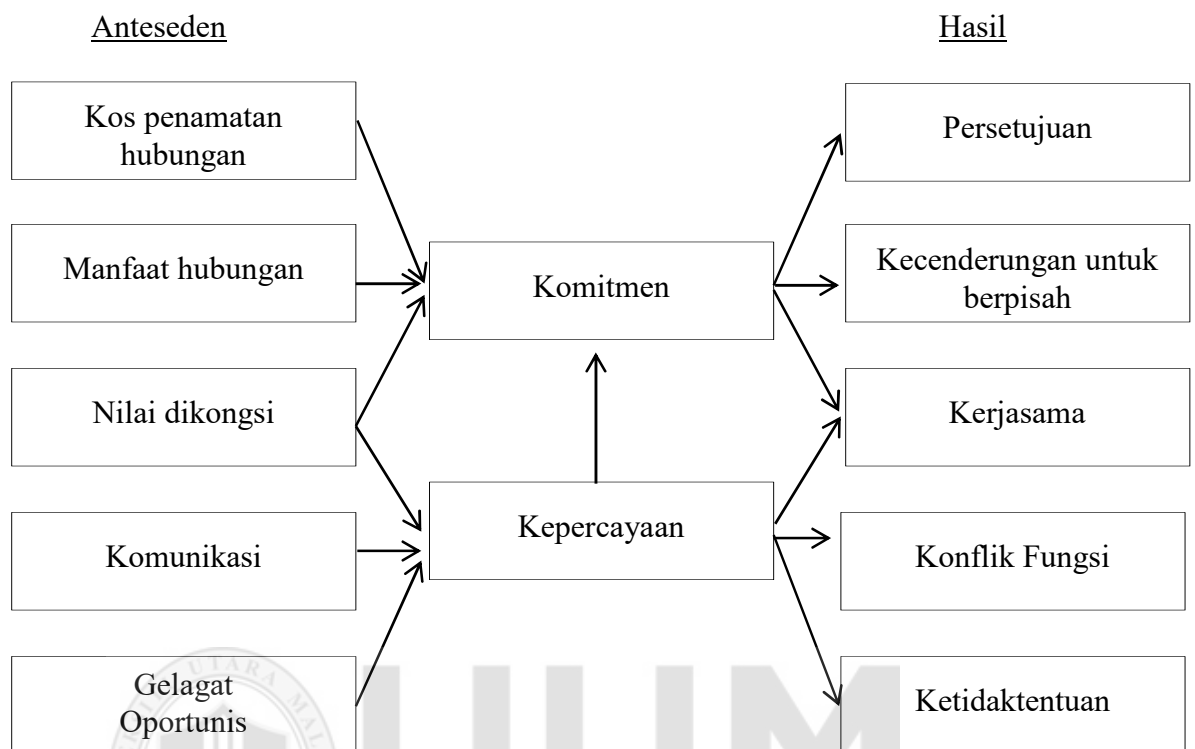 Anteseden
Hasil
Kos penamatan
hubungan
Manfaat hubungan
Nilai dikongsi
Komunikasi
Gelagat
Oportunis
Komitmen
Kepercayaan
Persetujuan
Kecenderungan untuk
berpisah
Kerjasama
Konflik Fungsi
Ketidaktentuan
UUM